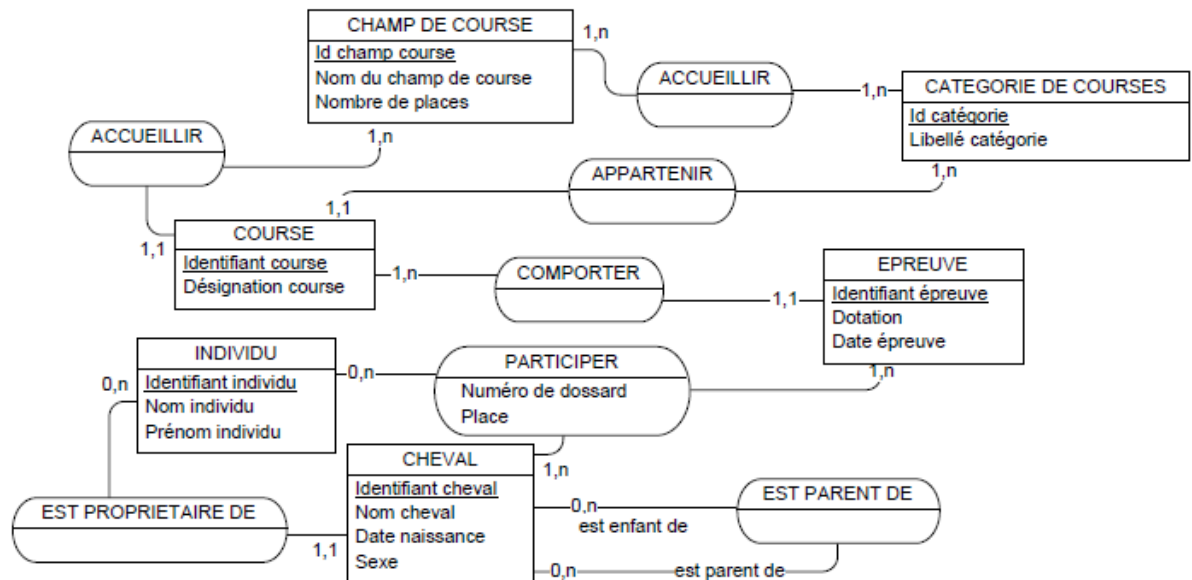 CHAMP DE COURSE
Id champ course
Nom du champ de course
Nombre de places
1,n
ACCUEILLIR
1,n
CATEGORIE DE COURSES
Id catégorie
Libellé catégorie
ACCUEILLIR
1,n
1,n
APPARTENIR
1,1
1,1
COURSE
Identifiant course
Désignation course
1,n
COMPORTER
1,1
EPREUVE
Identifiant épreuve
Dotation
Date épreuve
1,n
INDIVIDU
Identifiant individu
Nom individu
Prénom individu
0,n
0,n
PARTICIPER
Numéro de dossard
Place
1,n
CHEVAL
Identifiant cheval
Nom cheval
Date naissance
Sexe
EST PROPRIETAIRE DE
1,1
0,n
est enfant de
EST PARENT DE
0,n
est parent de